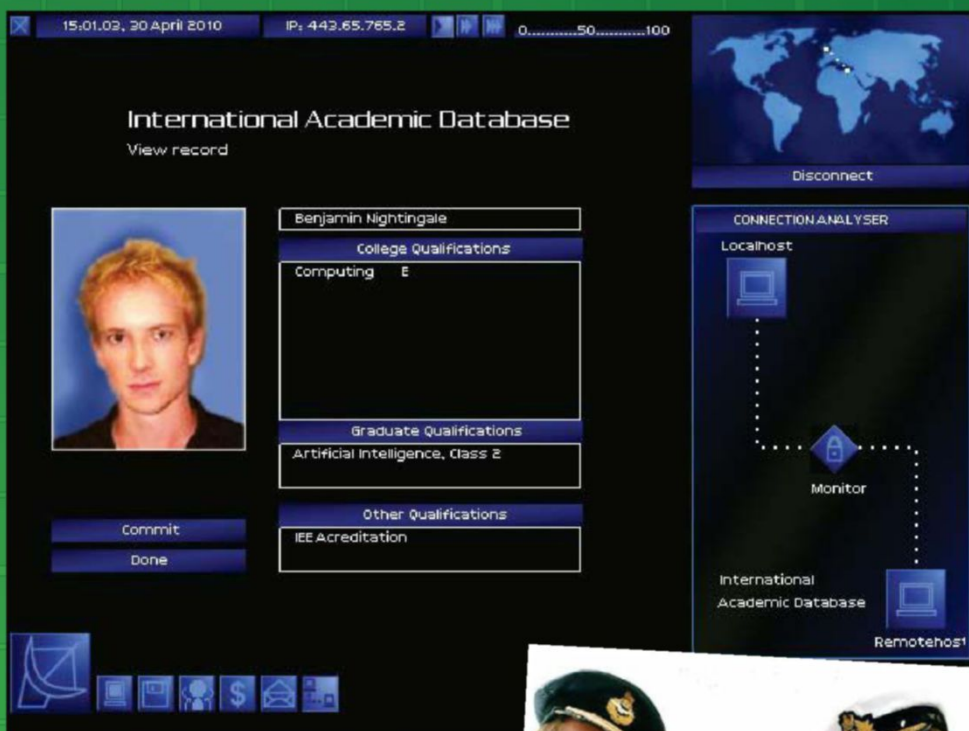 15:01.03, 30 April 2010
IP: 443.65.765.2
0...........50............100
International Academic Database
View record
Disconnect
Benjamin Nightingale
College Qualifications
Computing E
Graduate Qualifications
Artificial Intelligence, Class 2
Other Qualifications
IEE Acreditation
Commit
Done
CONNECTION ANALYSER
Localhost
Monitor
International
Academic Database
Remotehost
$